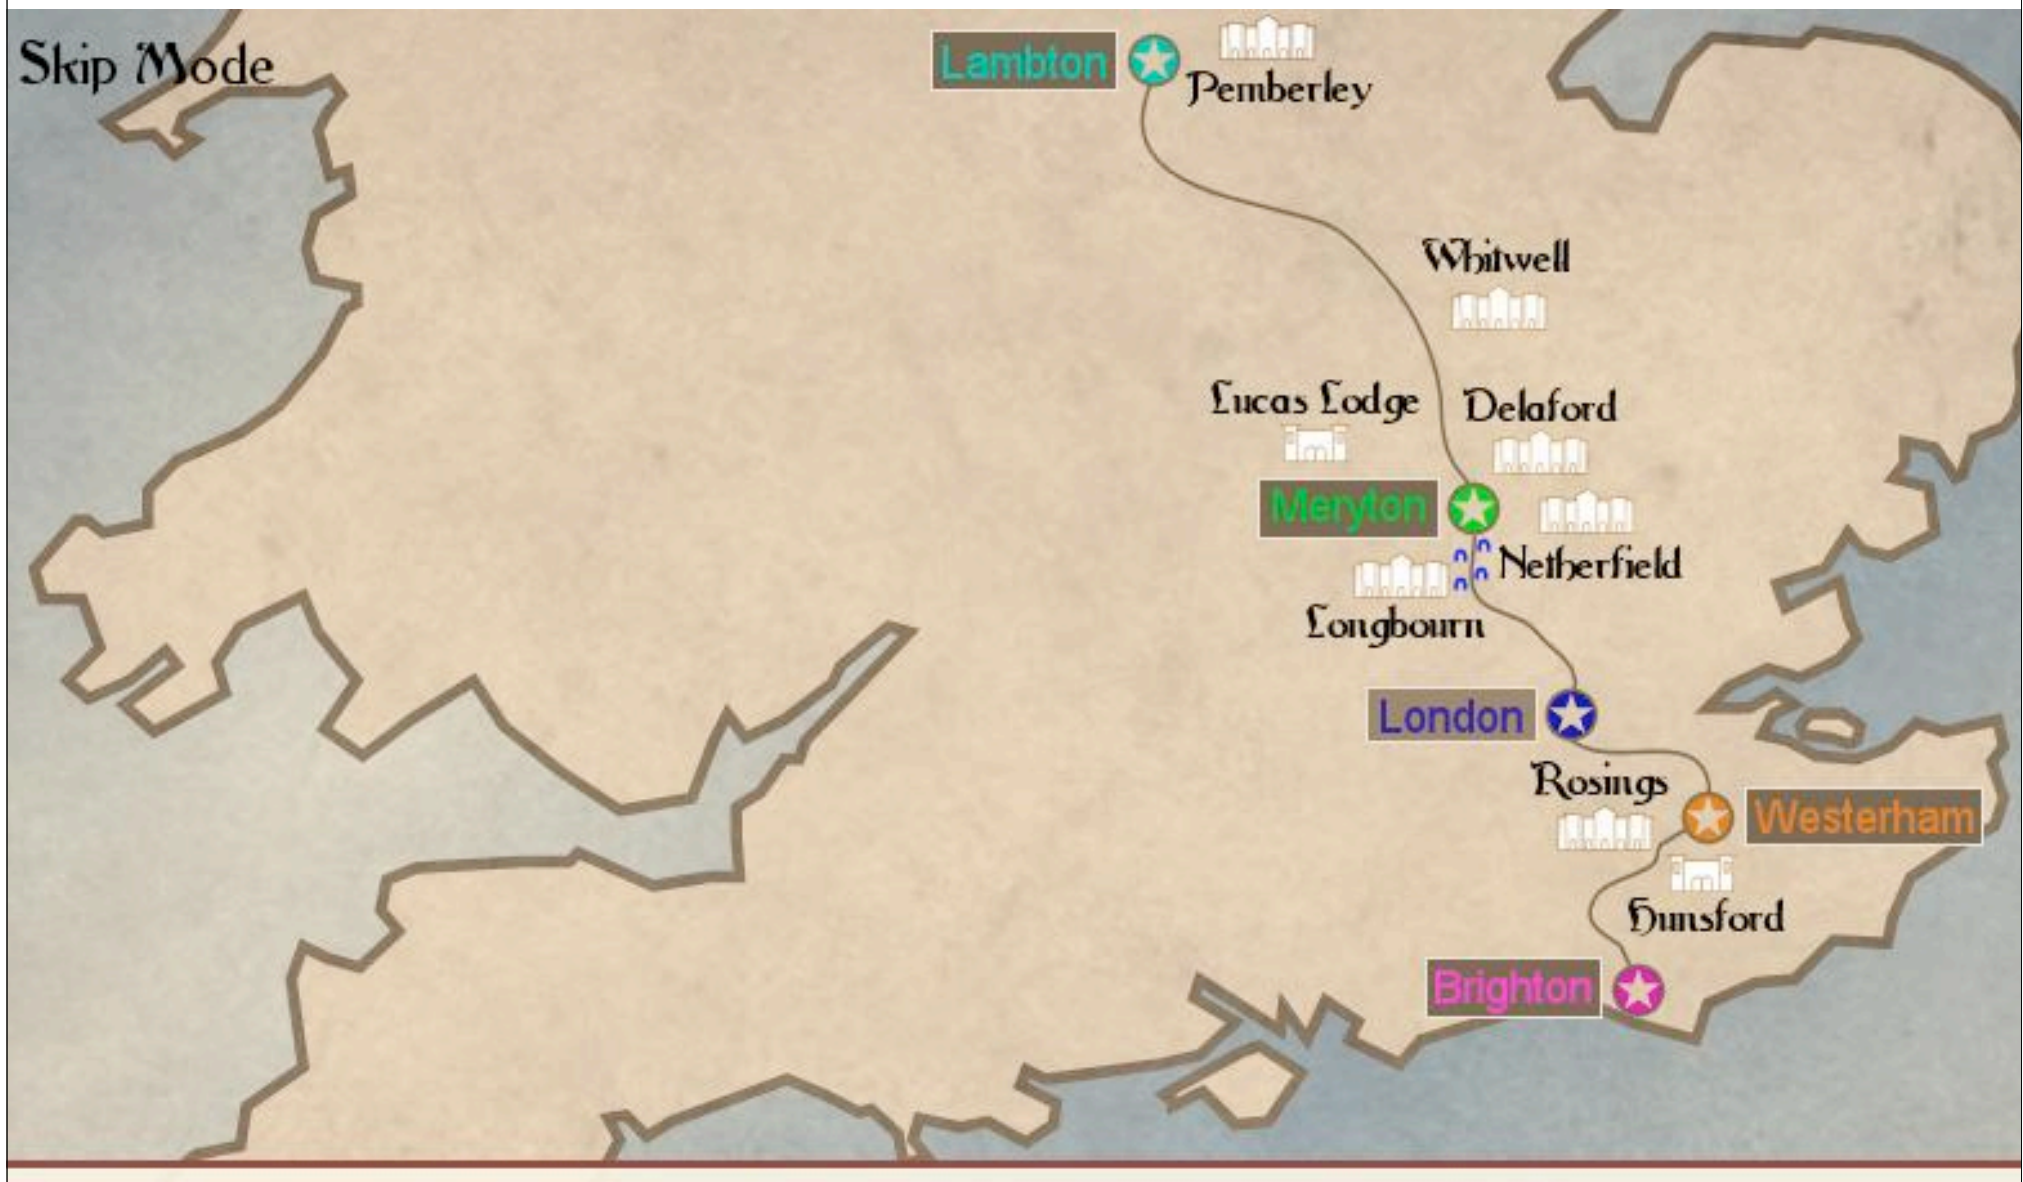 Skip Mode
Lambton
Pemberley
Whitwell
Lucas Lodge
Delaford
Meryton
Netherfield
Longbourn
London
Rosings
Westerham
Hunsford
Brighton